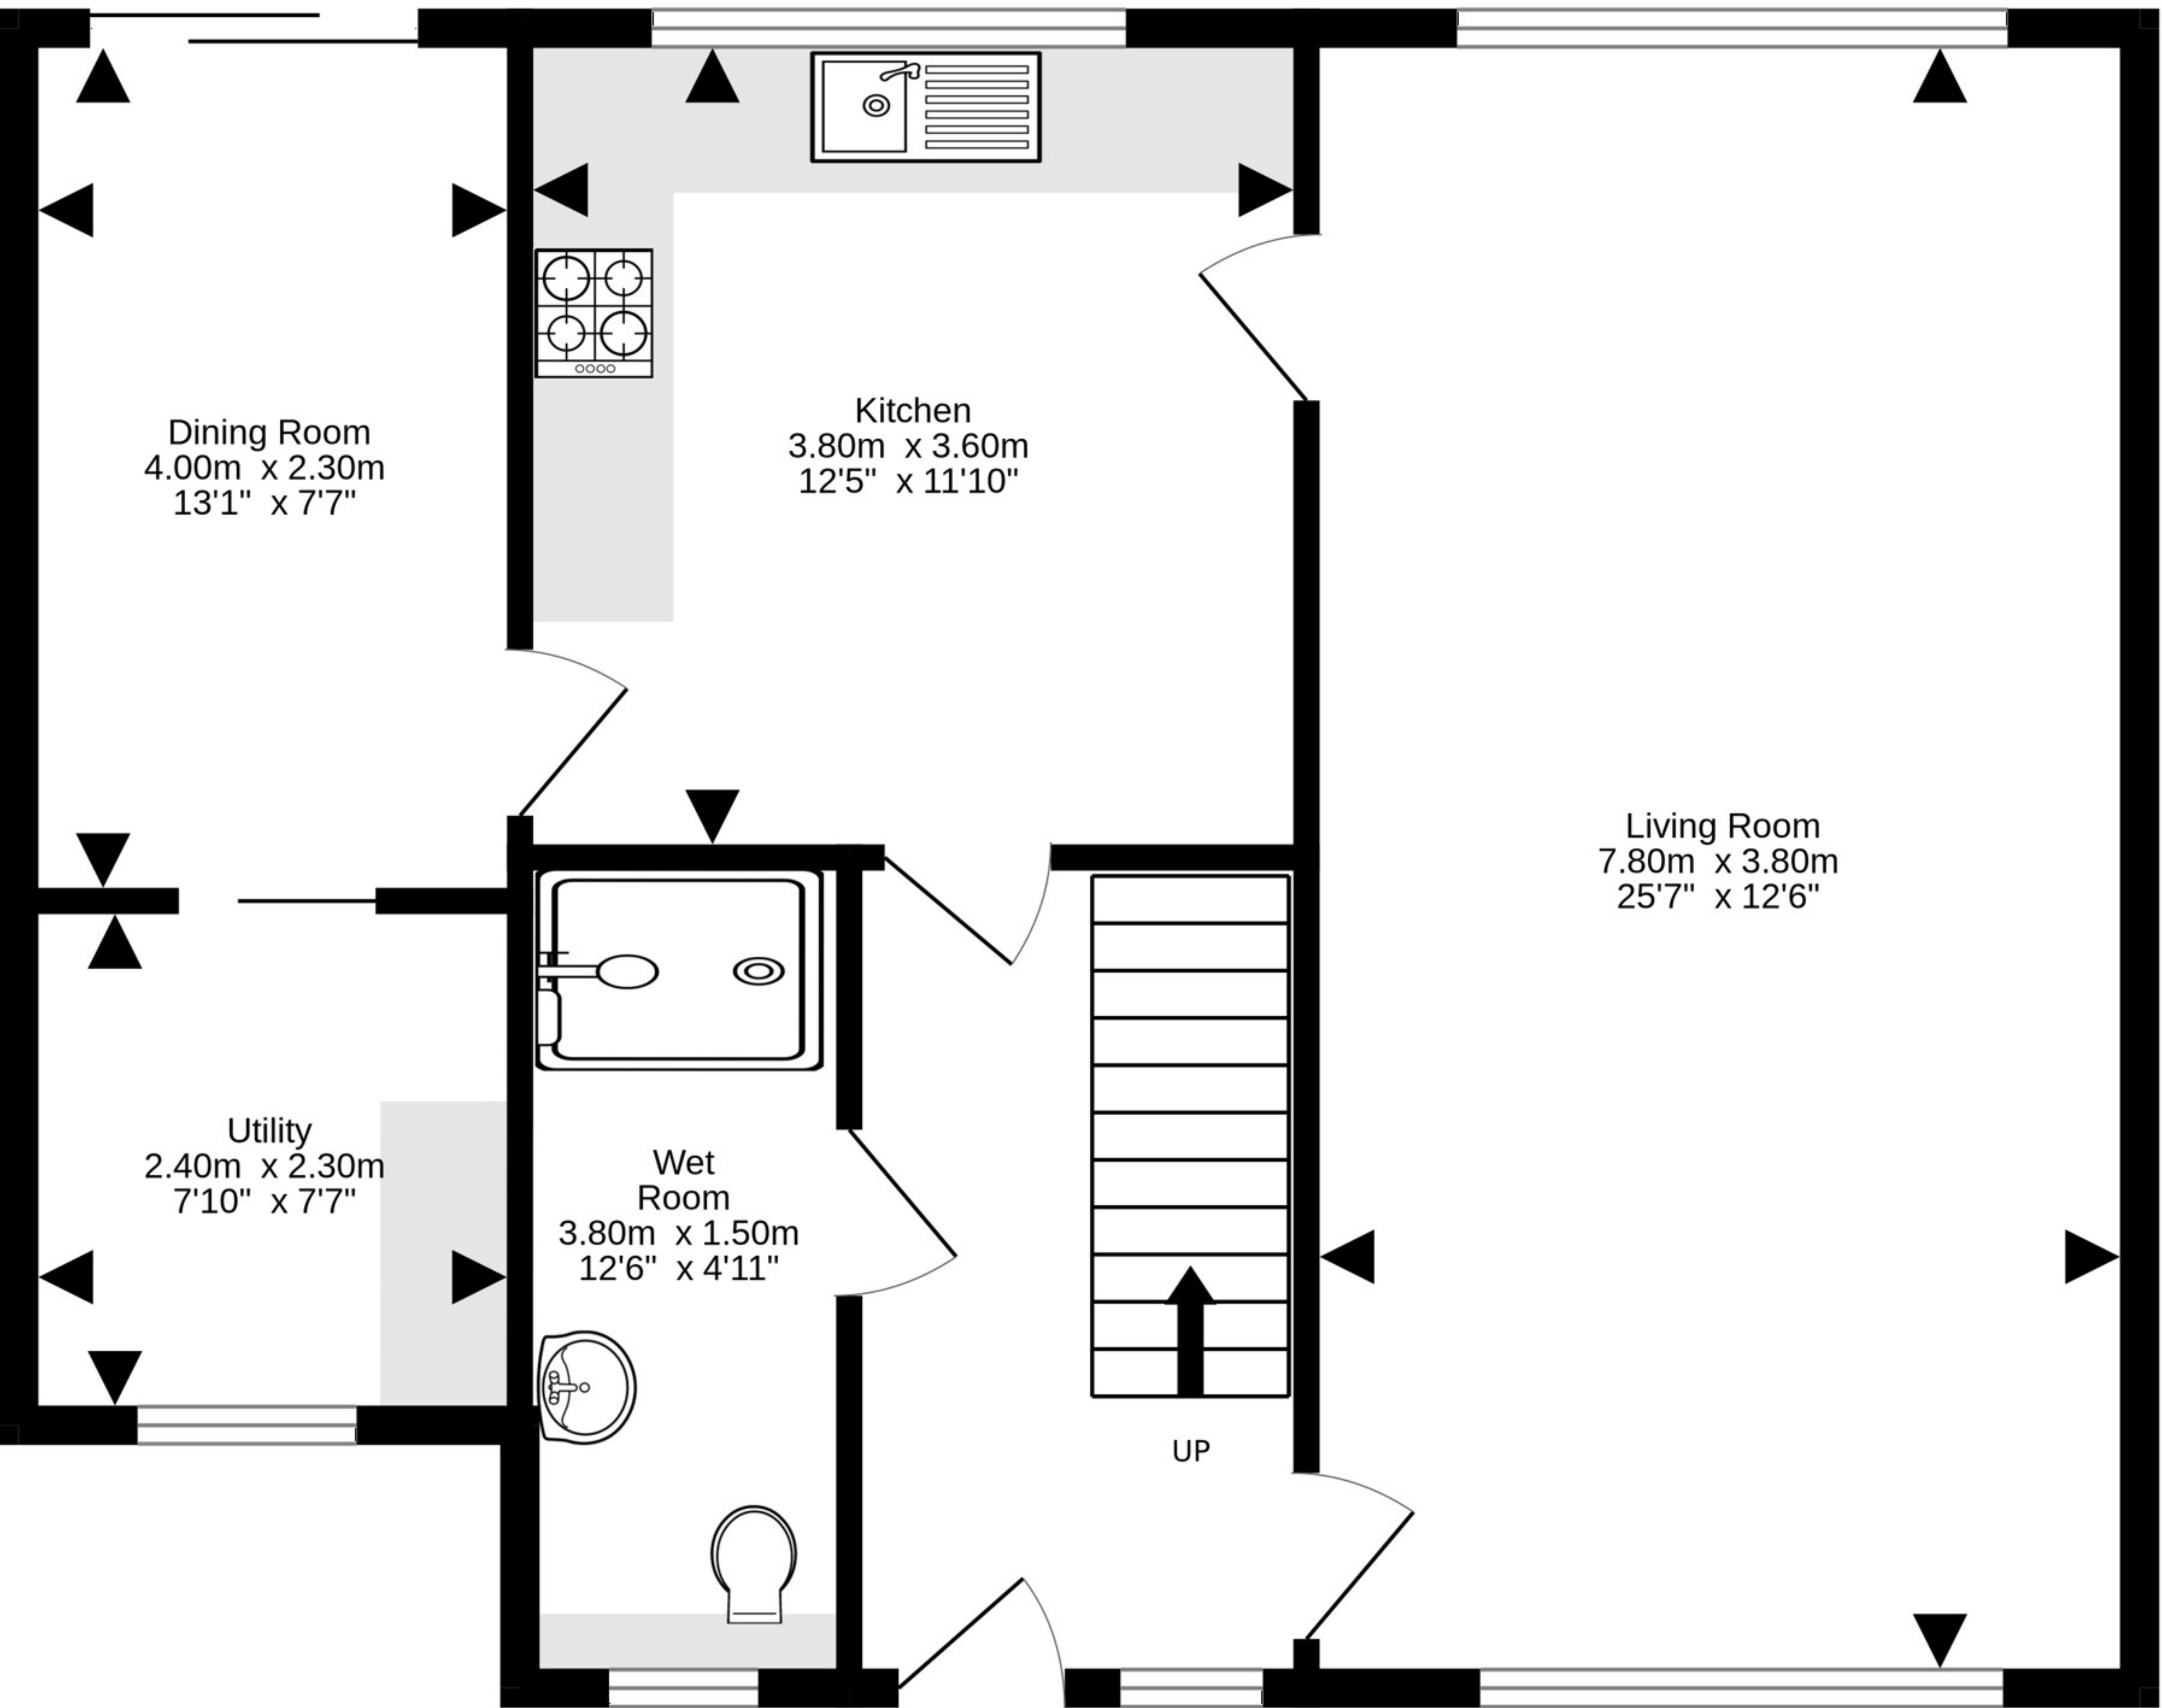 Dining Room
4.00m x 2.30m
13'1" x 7'7"
Kitchen
3.80m x 3.60m
12'5" x 11'10"
Living Room
7.80m x 3.80m
25'7" x 12'6"
Utility
2.40m x 2.30m
7'10" x 7'7"
Wet
Room
3.80m x 1.50m
12'6" x 4'11"
UP